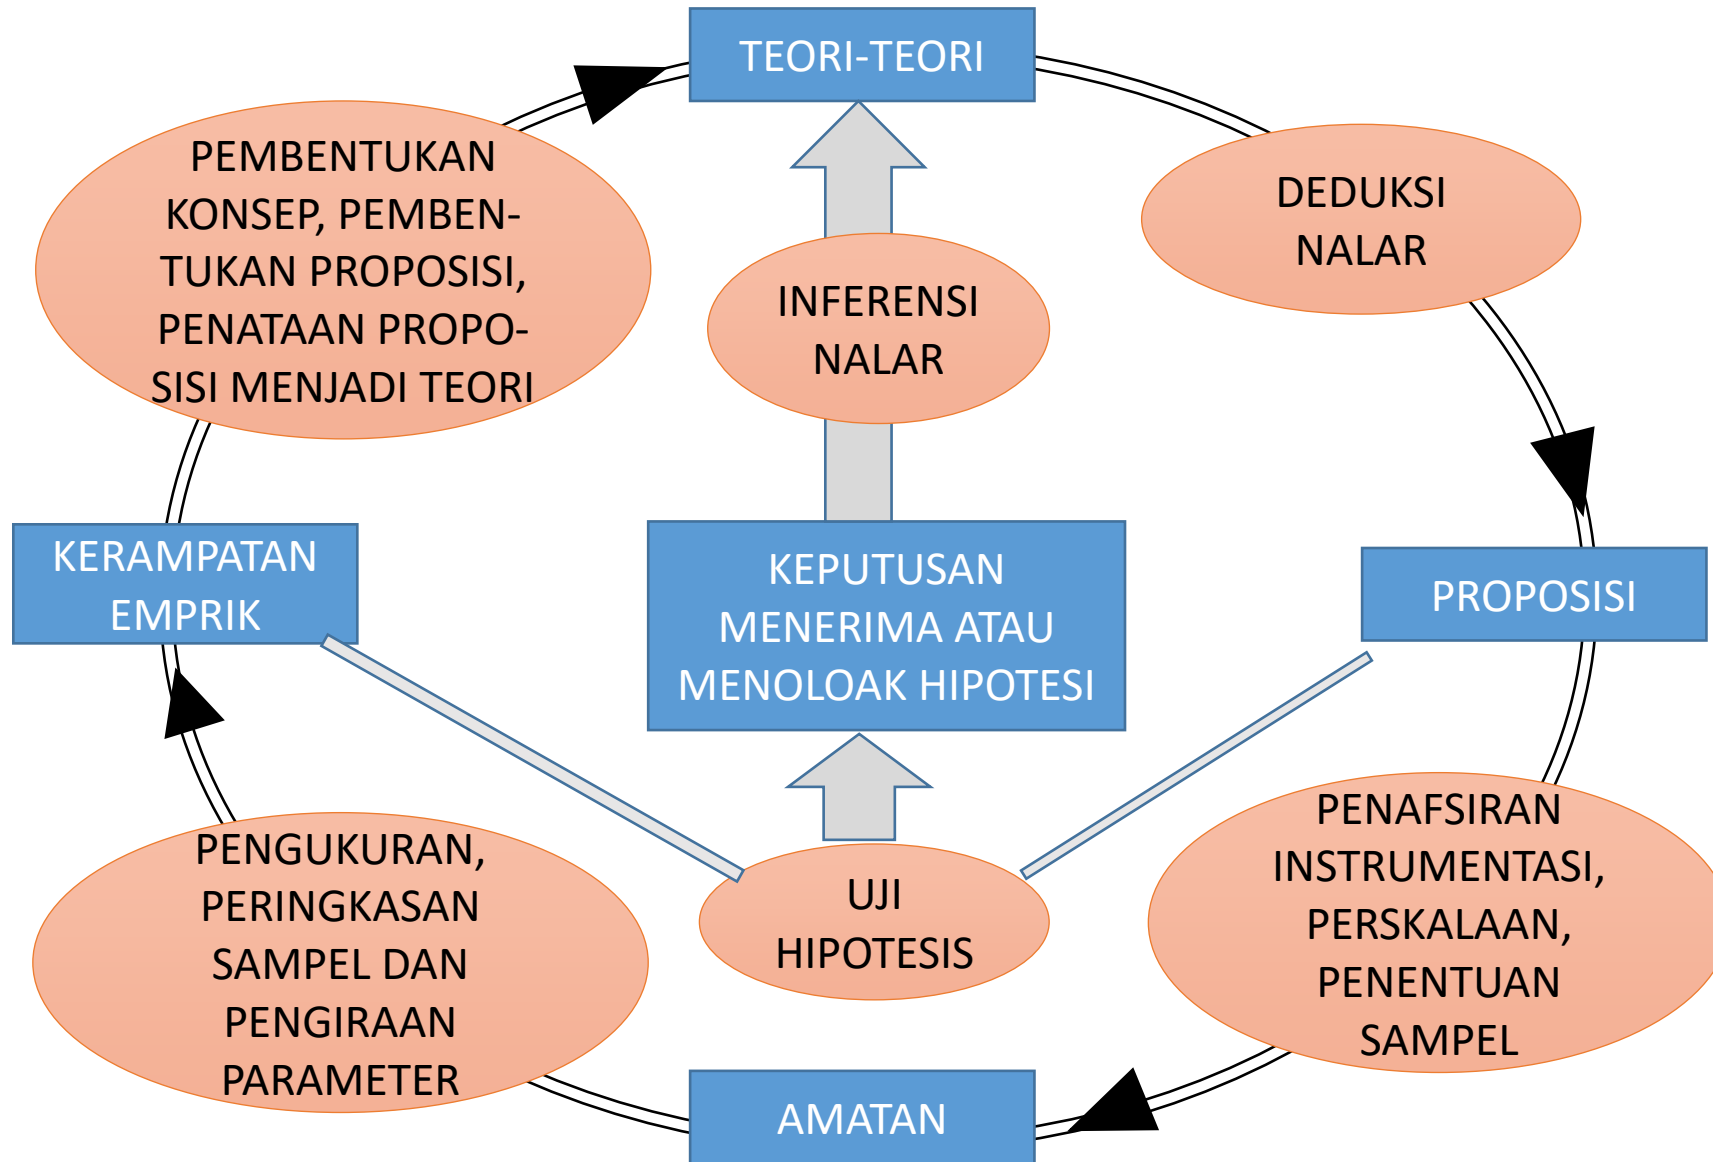 TEORI-TEORI
PEMBENTUKAN
KONSEP, PEMBEN-
TUKAN PROPOSISI,
PENATAAN PROPO-
SISI MENJADI TEORI
DEDUKSI
NALAR
INFERENSI
NALAR
KERAMPATAN
EMPRIK
KEPUTUSAN
MENERIMA ATAU
MENOLOAK HIPOTESI
PROPOSISI
PENGUKURAN,
PERINGKASAN
SAMPEL DAN
PENGIRAAN
PARAMETER
UJI
HIPOTESIS
PENAFSIRAN
INSTRUMENTASI,
PERSKALAAN,
PENENTUAN
SAMPEL
AMATAN